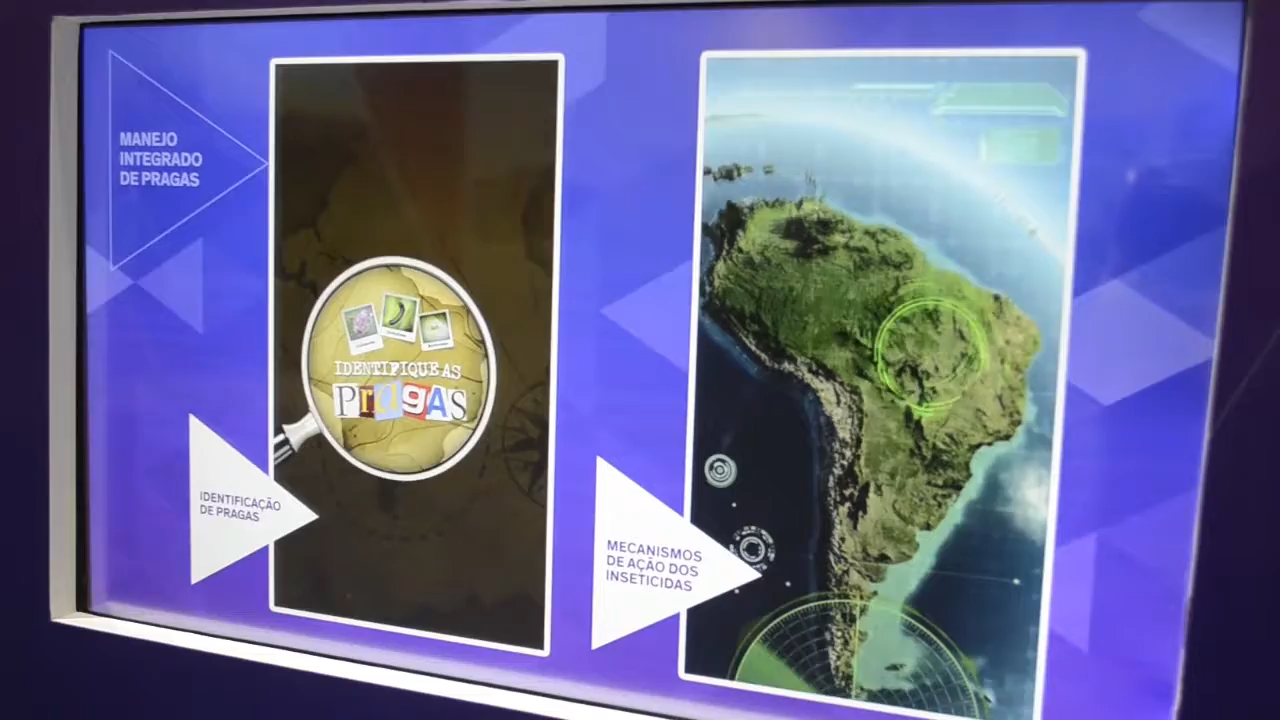 MANEJO
INTEGRADO
DE PRAGAS
IDENTIFIQUE AS
PRAGAS
IDENTIFICAÇÃO
DE PRAGAS
MECANISMOS
DE AÇÃO DOS
INSETICIDAS